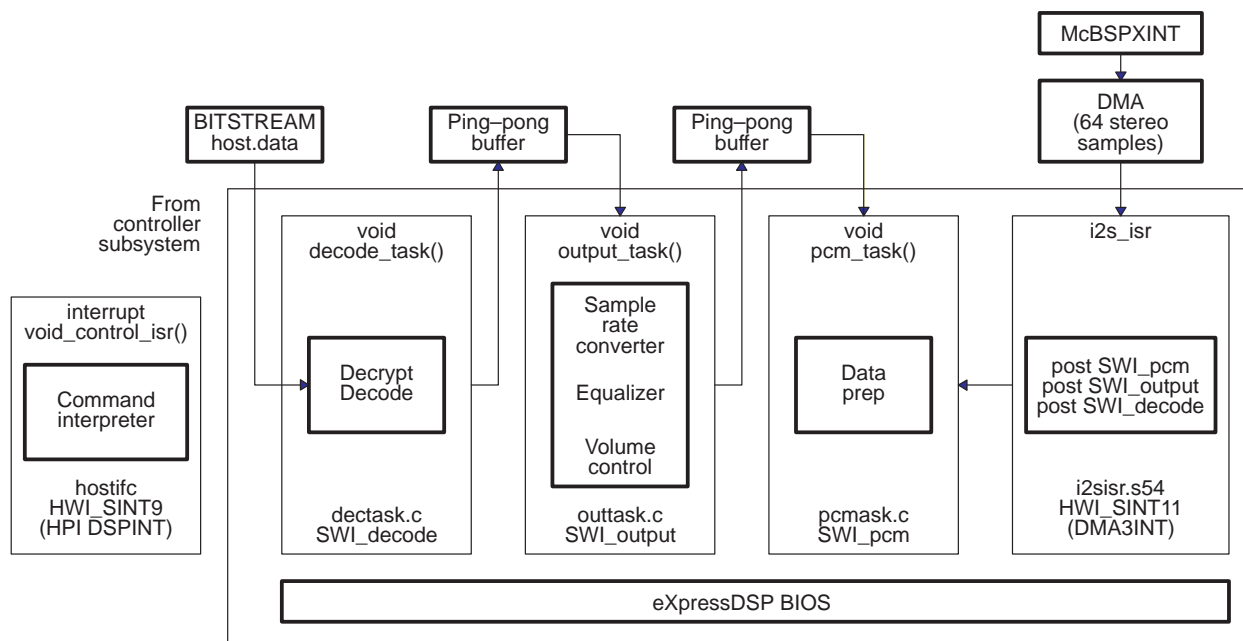 McBSPXINT
DMA
(64 stereo
samples)
BITSTREAM
host.data
Ping–pong
buffer
Ping–pong
buffer
From
controller
subsystem
interrupt
void_control_isr()
Command
interpreter
hostifc
HWI_SINT9
(HPI DSPINT)
void
decode_task()
Decrypt
Decode
dectask.c
SWI_decode
void
output_task()
Sample
rate
converter
Equalizer
Volume
control
outtask.c
SWI_output
void
pcm_task()
Data
prep
pcmask.c
SWI_pcm
i2s_isr
post SWI_pcm
post SWI_output
post SWI_decode
i2sisr.s54
HWI_SINT11
(DMA3INT)
eXpressDSP BIOS